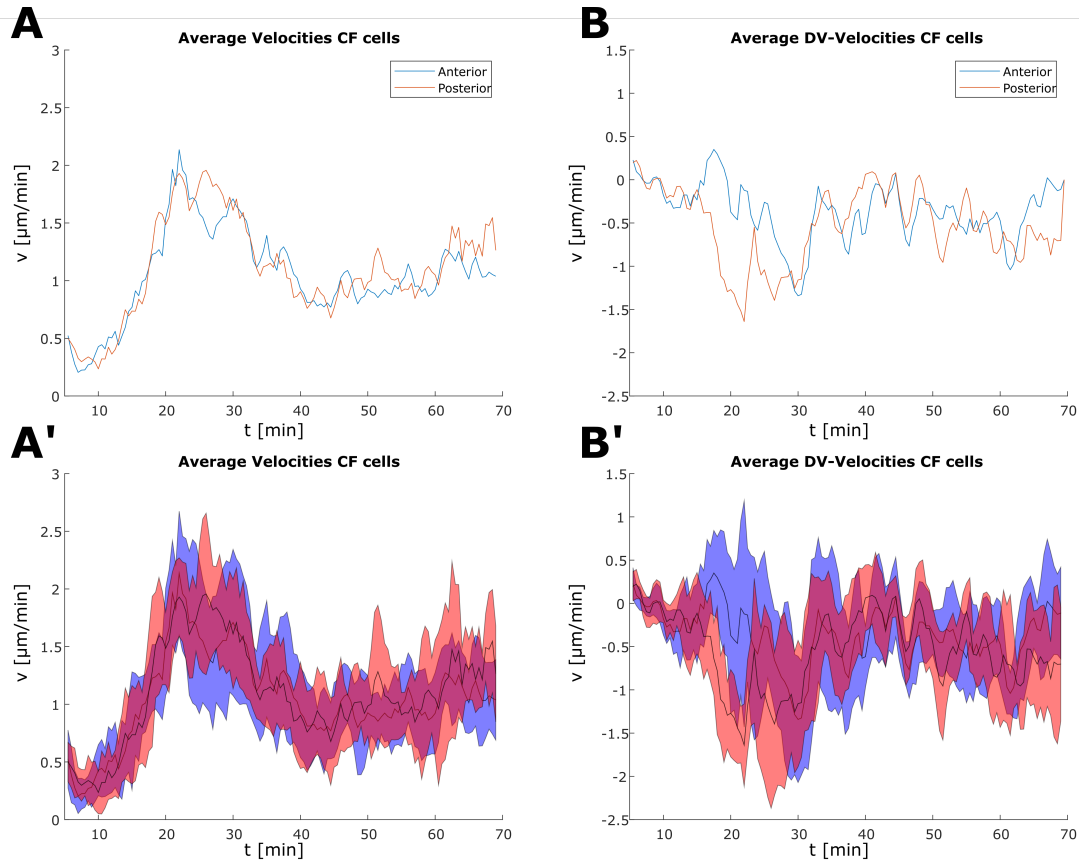 A
Average Velocities CF cells
3
2.5
2
1.5
1
0.5
0
v [µm/min]
10 20 30 40 50 60 70
t [min]
Anterior
Posterior
B
Average DV-Velocities CF cells
1.5
1
0.5
0
-0.5
-1
-1.5
-2
-2.5
v [µm/min]
10 20 30 40 50 60 70
t [min]
Anterior
Posterior
A'
Average Velocities CF cells
3
2.5
2
1.5
1
0.5
0
v [µm/min]
10 20 30 40 50 60 70
t [min]
B'
Average DV-Velocities CF cells
1.5
1
0.5
0
-0.5
-1
-1.5
-2
-2.5
v [µm/min]
10 20 30 40 50 60 70
t [min]